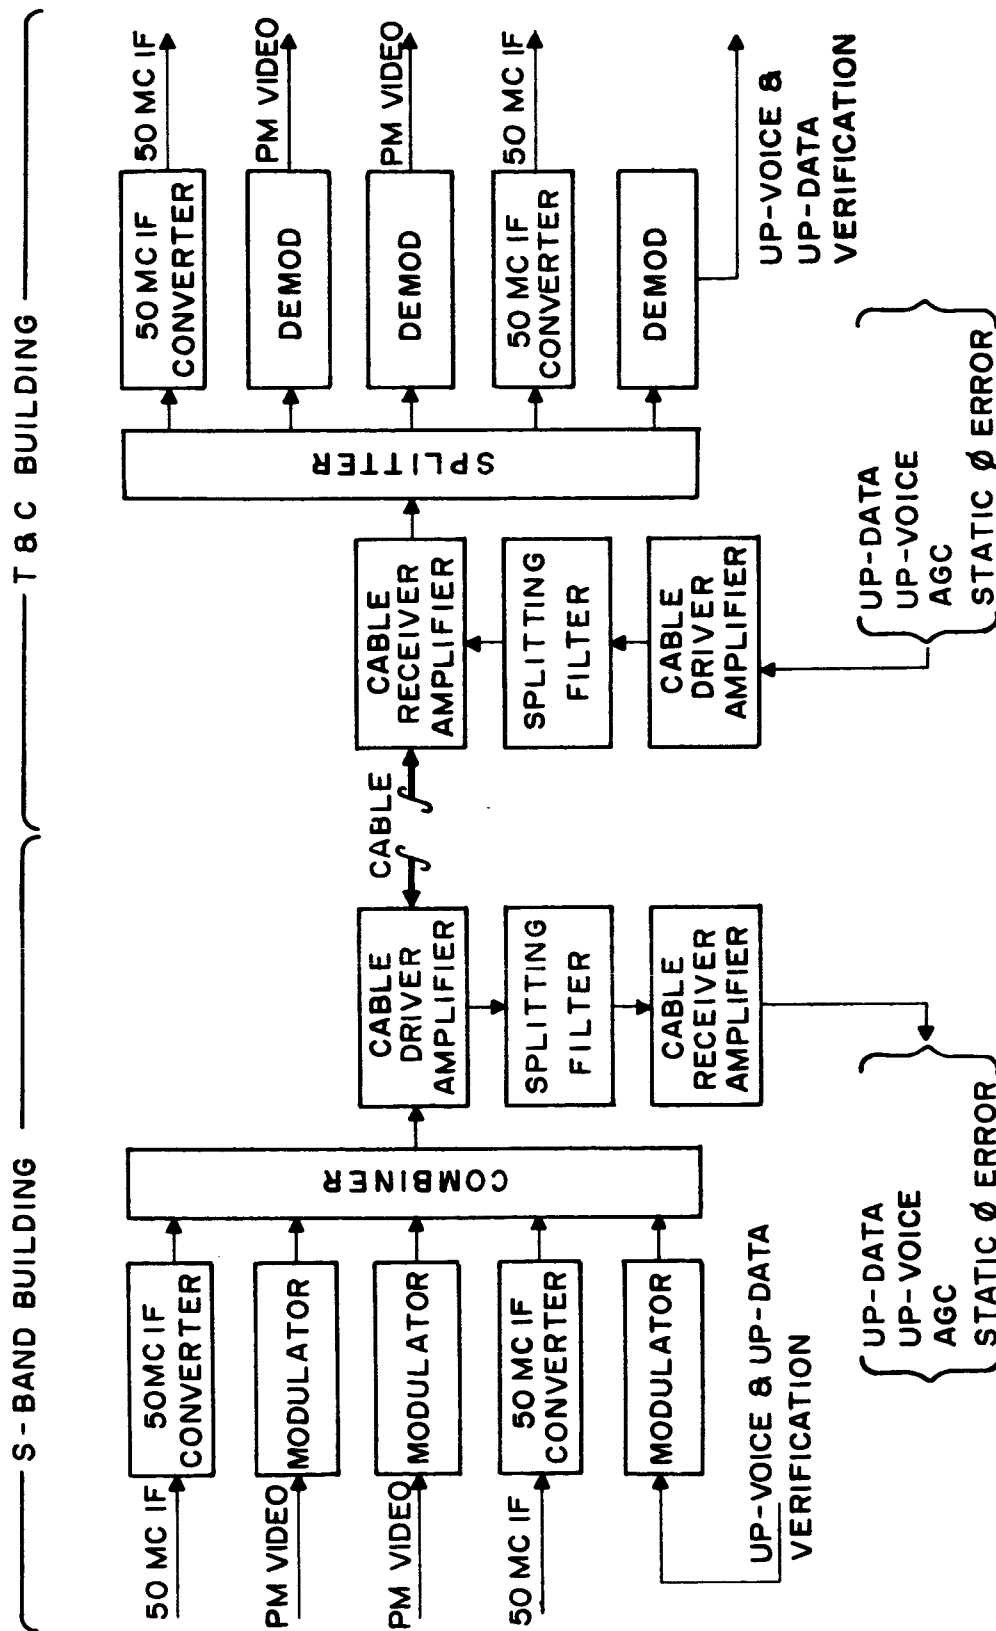 S-BAND BUILDING
T & C BUILDING
50 MC IF
50MC IF
CONVERTER
PM VIDEO
MODULATOR
PM VIDEO
MODULATOR
50 MC IF
50 MC IF
CONVERTER
MODULATOR
UP-VOICE & UP-DATA
VERIFICATION
COMBINER
CABLE
DRIVER
AMPLIFIER
SPLITTING
FILTER
CABLE
RECEIVER
AMPLIFIER
UP-DATA
UP-VOICE
AGC
STATIC Ø ERROR
CABLE
CABLE
RECEIVER
AMPLIFIER
SPLITTING
FILTER
CABLE
DRIVER
AMPLIFIER
UP-DATA
UP-VOICE
AGC
STATIC Ø ERROR
SPLITTER
50 MC IF
CONVERTER
50 MC IF
DEMOD
PM VIDEO
DEMOD
PM VIDEO
50 MC IF
CONVERTER
50 MC IF
DEMOD
UP-VOICE &
UP-DATA
VERIFICATION